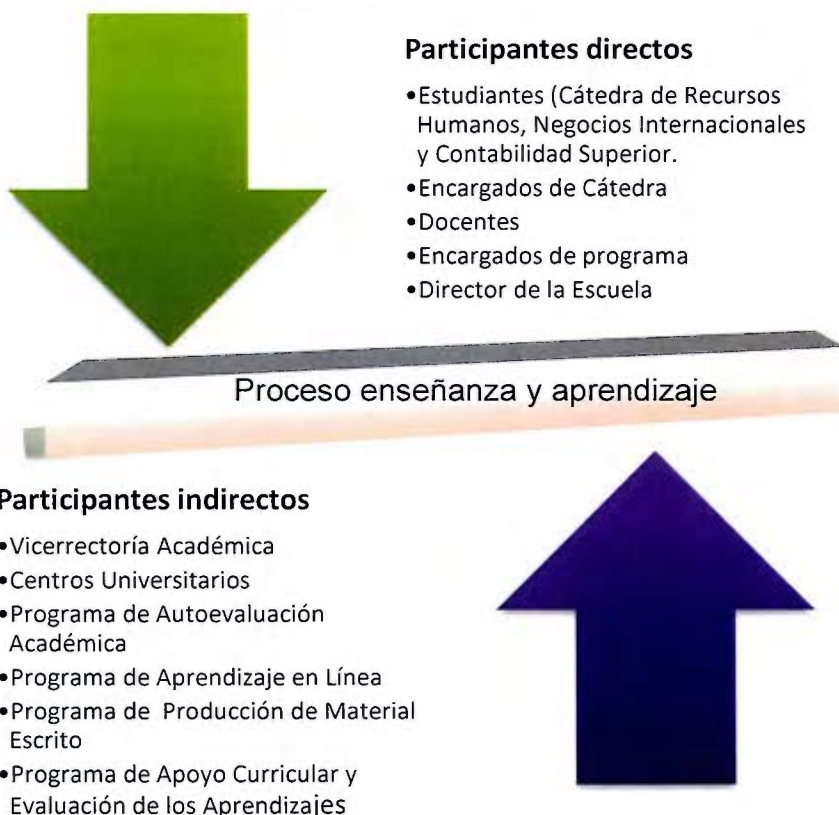 Participantes directos
•Estudiantes (Cátedra de Recursos
Humanos, Negocios Internacionales
y Contabilidad Superior.
•Encargados de Cátedra
•Docentes
•Encargados de programa
•Director de la Escuela
Proceso enseñanza y aprendizaje
Participantes indirectos
•Vicerrectoría Académica
•Centros Universitarios
•Programa de Autoevaluación
Académica
•Programa de Aprendizaje en Línea
•Programa de Producción de Material
Escrito
•Programa de Apoyo Curricular y
Evaluación de los Aprendizajes